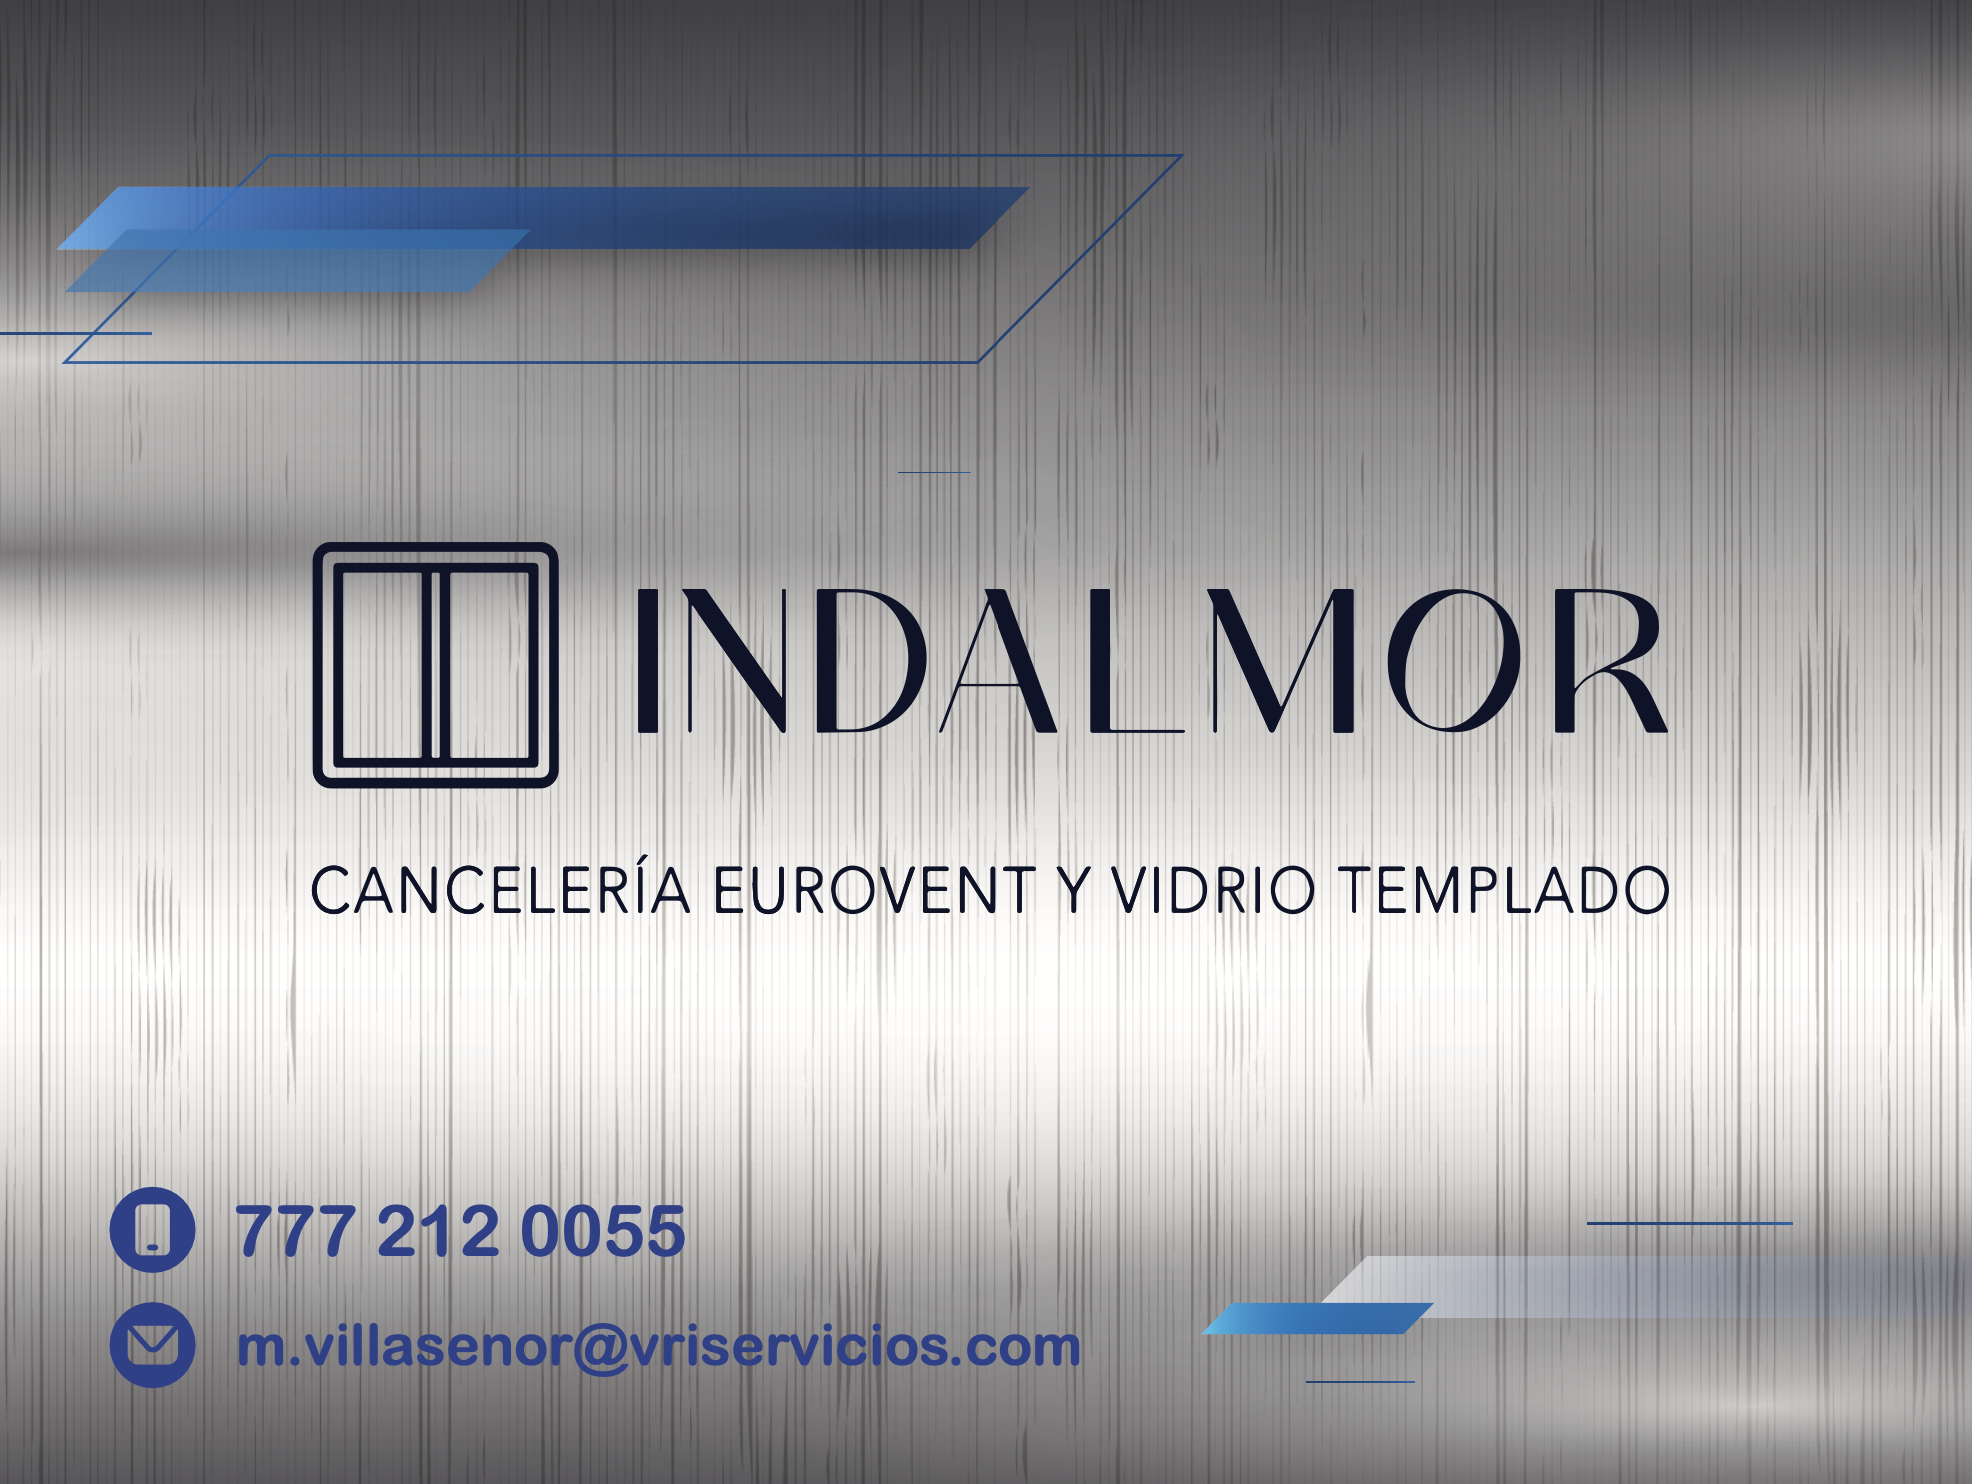 INDALMOR
CANCELERÍA EUROVENT Y VIDRIO TEMPLADO
777 212 0055
m.villasenor@vriservicios.com